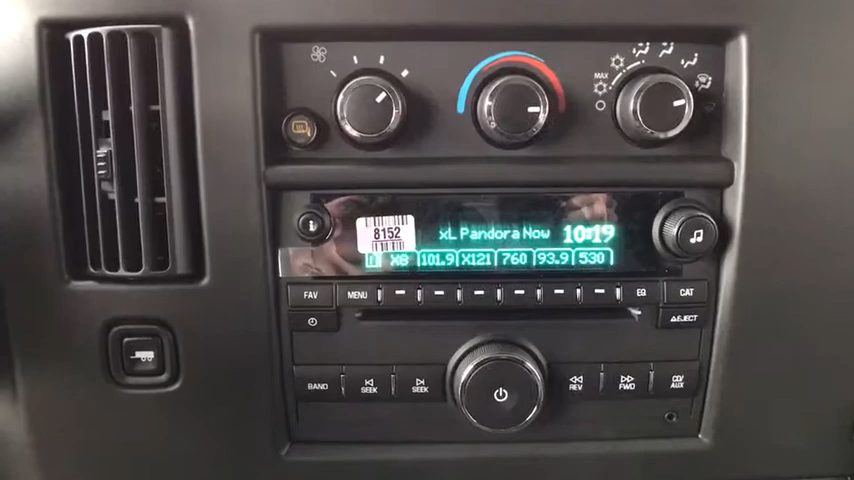 MAX
8152
xL Pandora Now 10:19
X8 101.9 X121 760 93.9 530
FAV MENU EQ CAT
EJECT
BAND SEEK SEEK REV FWD CD/AUX